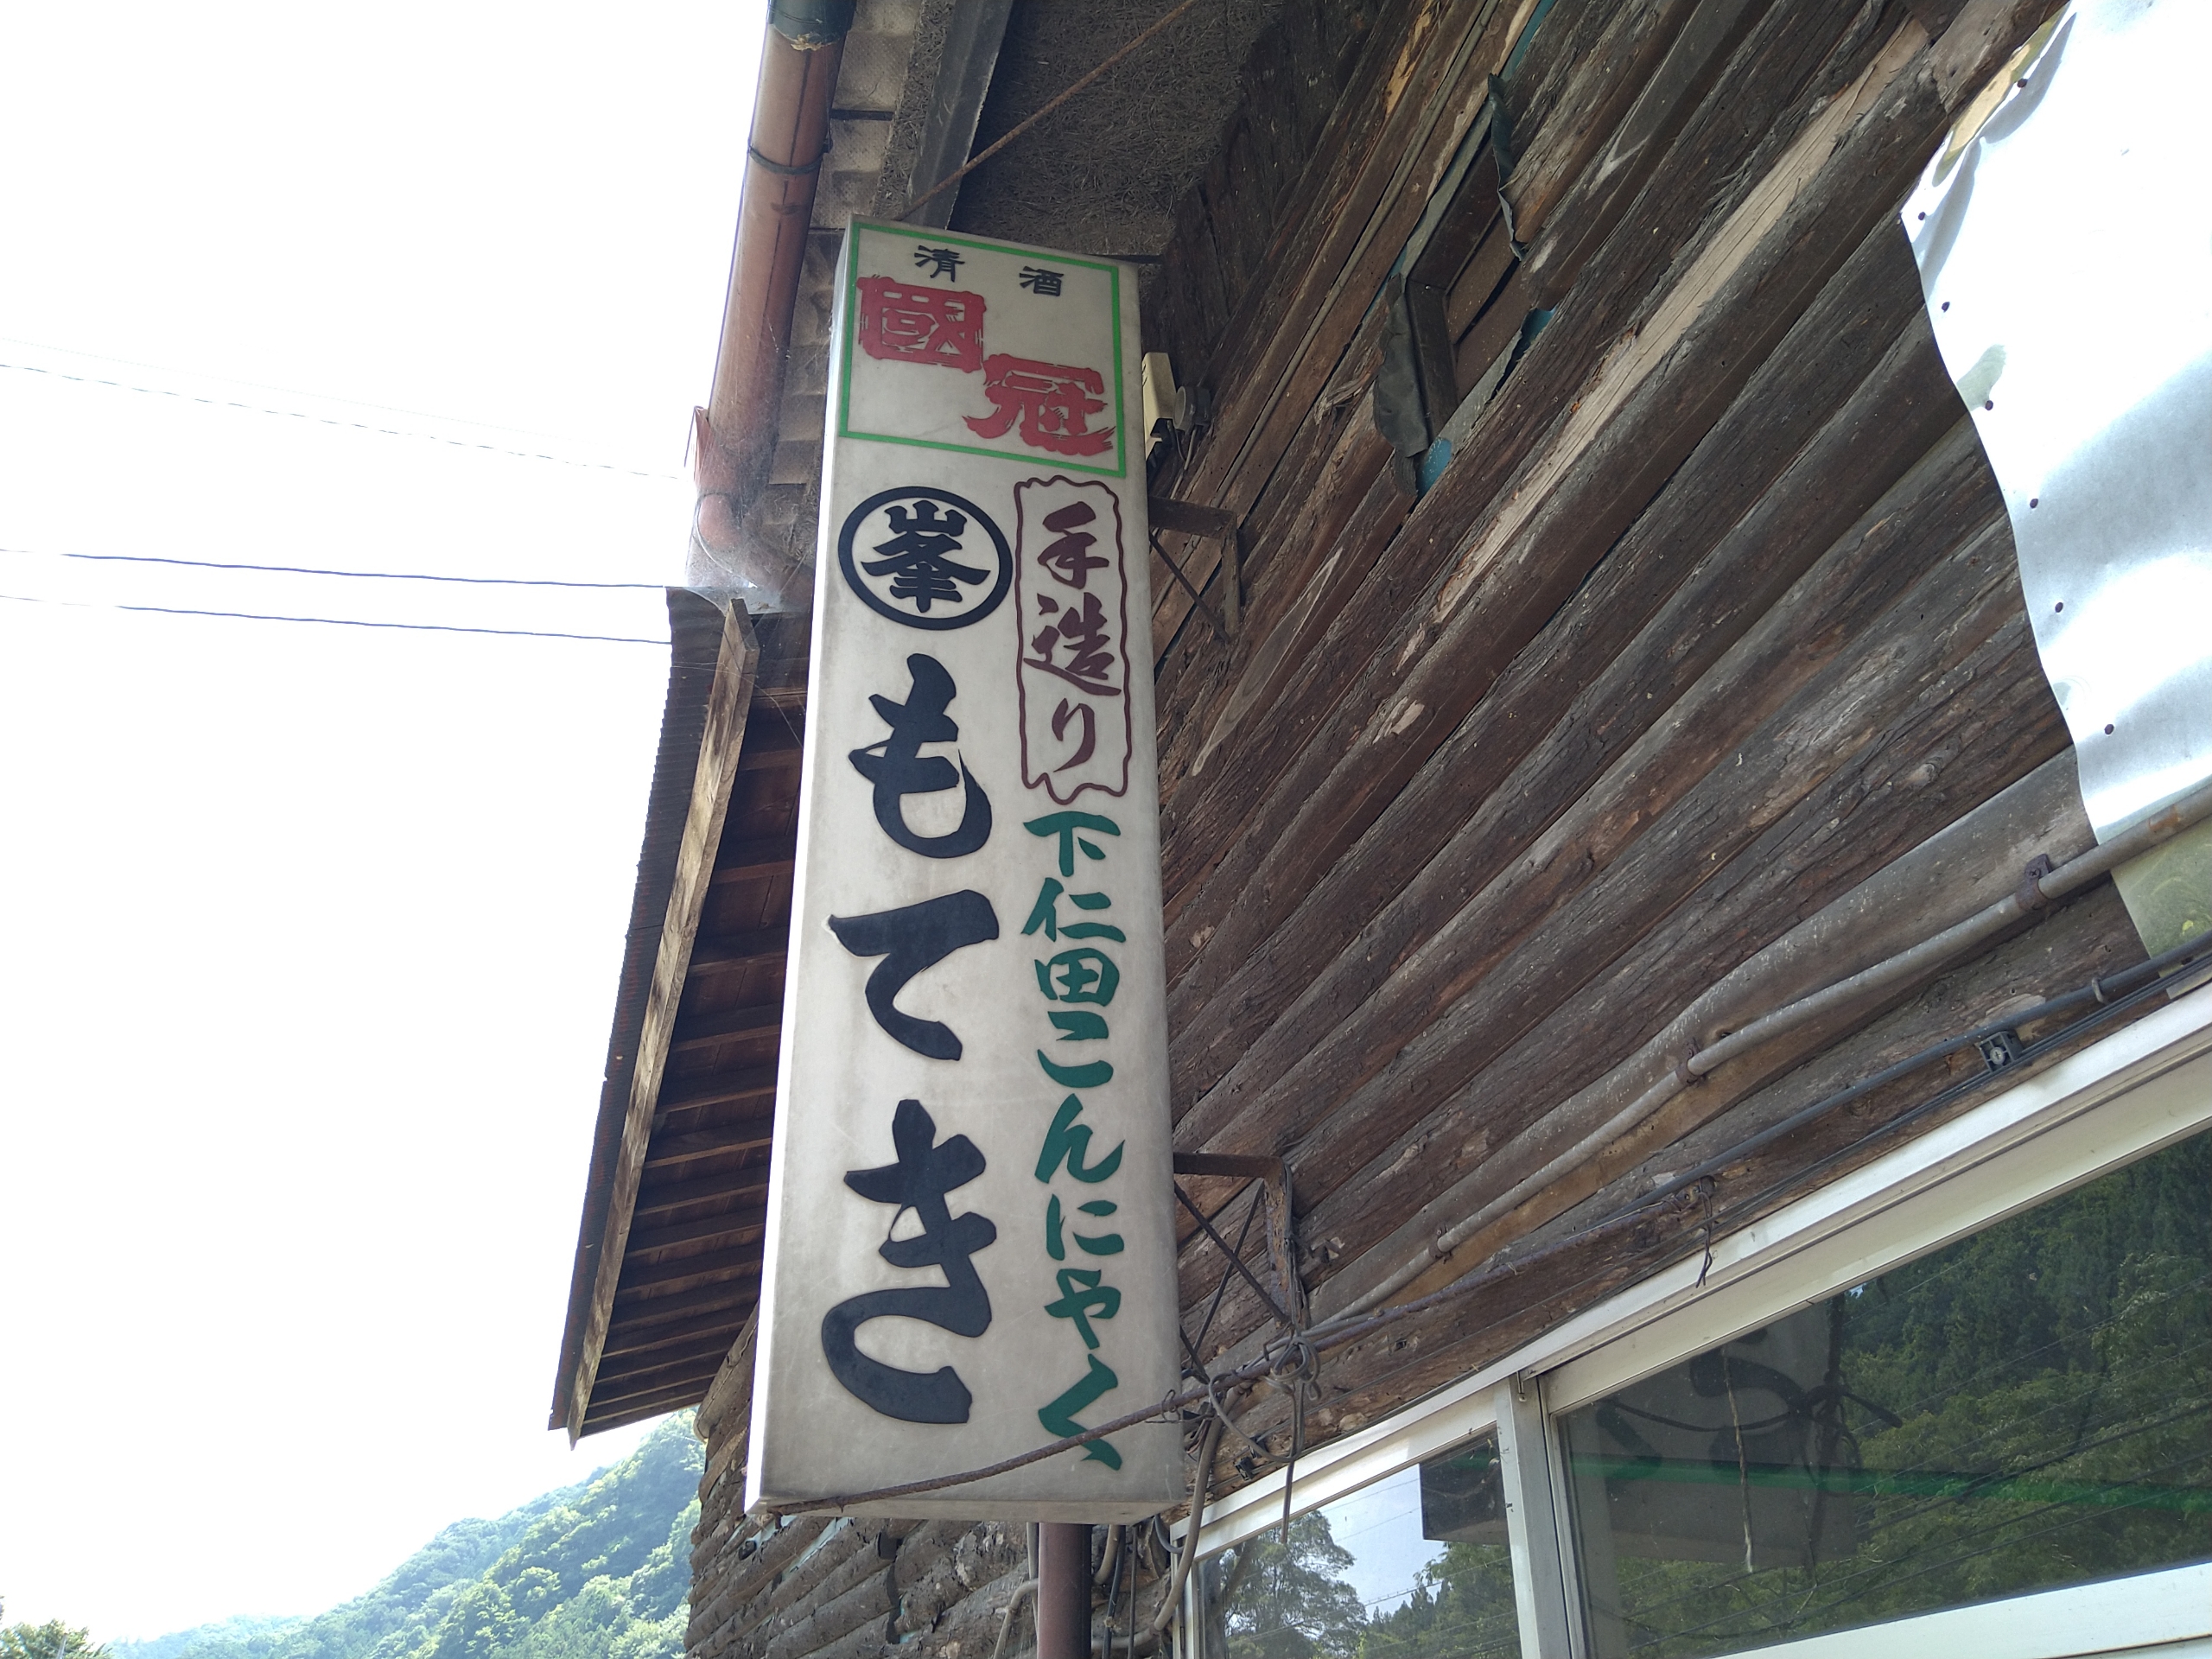 清酒
國冠
手造り
下仁田こんにゃく
峯
もてき